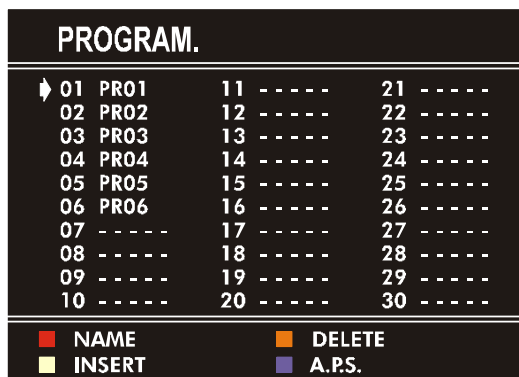 PROGRAM.
01 PR01 11 - - - - - 21 - - - - -
02 PR02 12 - - - - - 22 - - - - -
03 PR03 13 - - - - - 23 - - - - -
04 PR04 14 - - - - - 24 - - - - -
05 PR05 15 - - - - - 25 - - - - -
06 PR06 16 - - - - - 26 - - - - -
07 - - - - - 17 - - - - - 27 - - - - -
08 - - - - - 18 - - - - - 28 - - - - -
09 - - - - - 19 - - - - - 29 - - - - -
10 - - - - - 20 - - - - - 30 - - - - -
NAME DELETE
INSERT A.P.S.